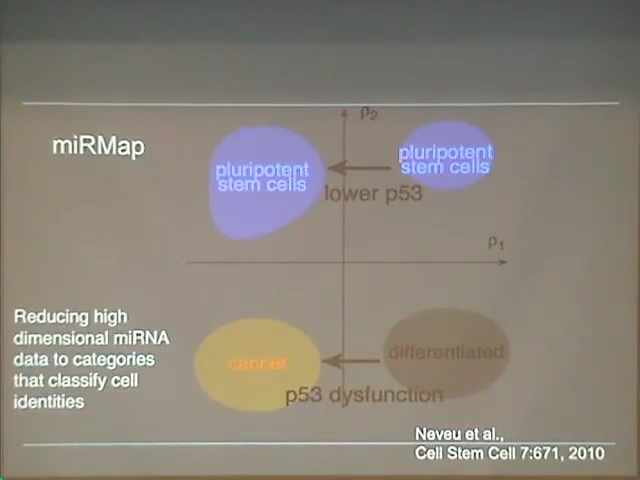 miRMap
ρ2
pluripotent
stem cells
pluripotent
stem cells
lower p53
ρ1
Reducing high
dimensional miRNA
data to categories
that classify cell
identities
cancer
differentiated
p53 dysfunction
Neveu et al.,
Cell Stem Cell 7:671, 2010